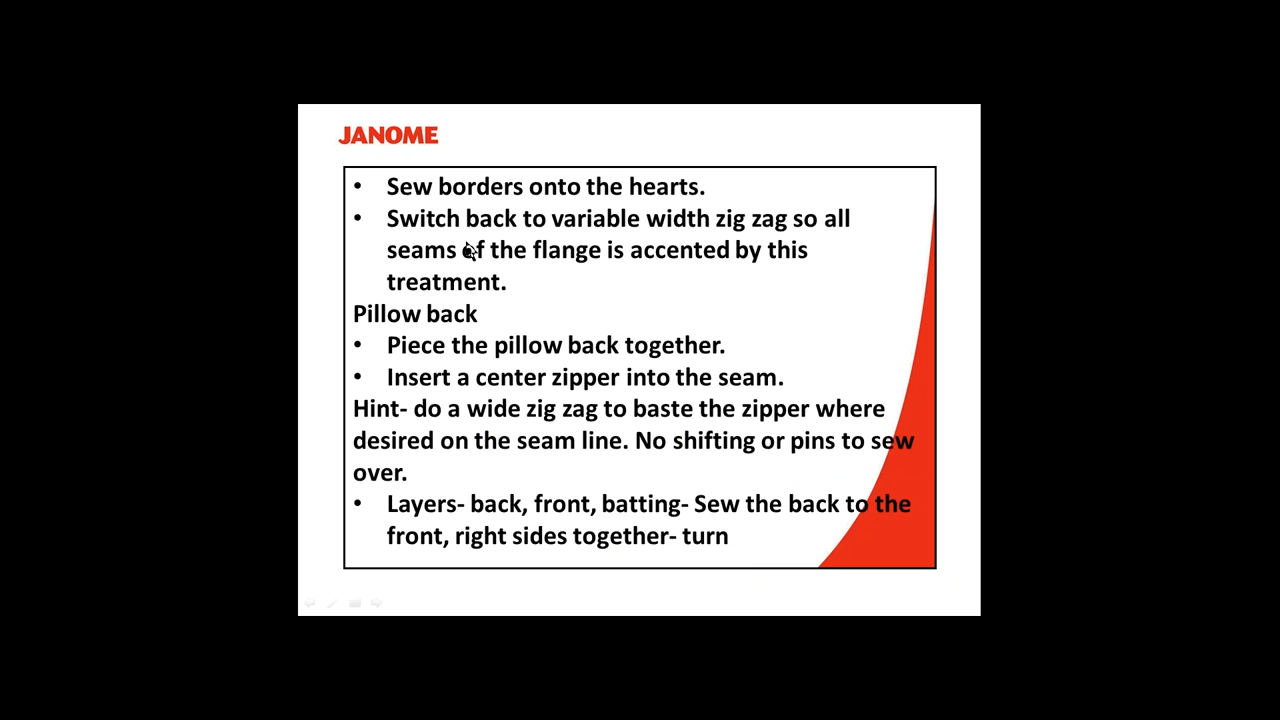 JANOME
• Sew borders onto the hearts.
• Switch back to variable width zig zag so all
seams of the flange is accented by this
treatment.
Pillow back
• Piece the pillow back together.
• Insert a center zipper into the seam.
Hint- do a wide zig zag to baste the zipper where
desired on the seam line. No shifting or pins to sew
over.
• Layers- back, front, batting- Sew the back to the
front, right sides together- turn